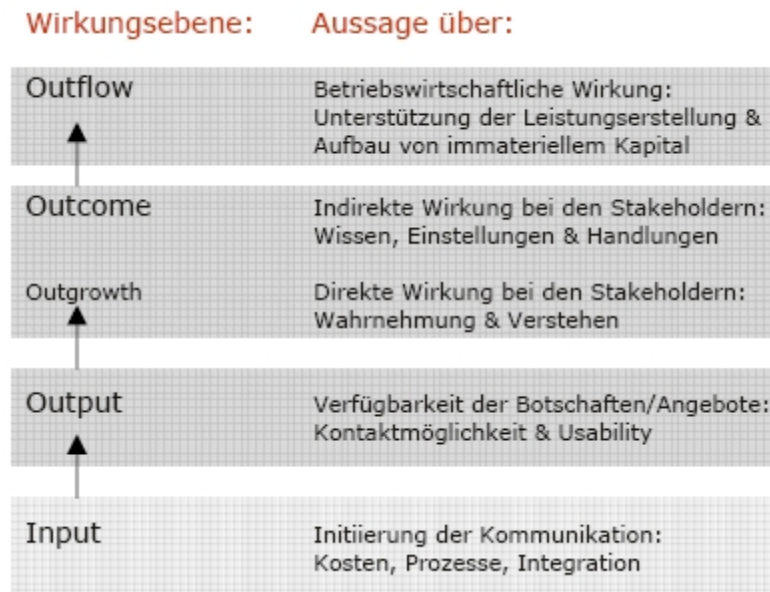 Wirkungsebene: Aussage über:
Outflow Betriebswirtschaftliche Wirkung:
Unterstützung der Leistungserstellung &
Aufbau von immateriellem Kapital
Outcome Indirekte Wirkung bei den Stakeholdern:
Wissen, Einstellungen & Handlungen
Outgrowth Direkte Wirkung bei den Stakeholdern:
Wahrnehmung & Verstehen
Output Verfügbarkeit der Botschaften/Angebote:
Kontaktmöglichkeit & Usability
Input Initiierung der Kommunikation:
Kosten, Prozesse, Integration